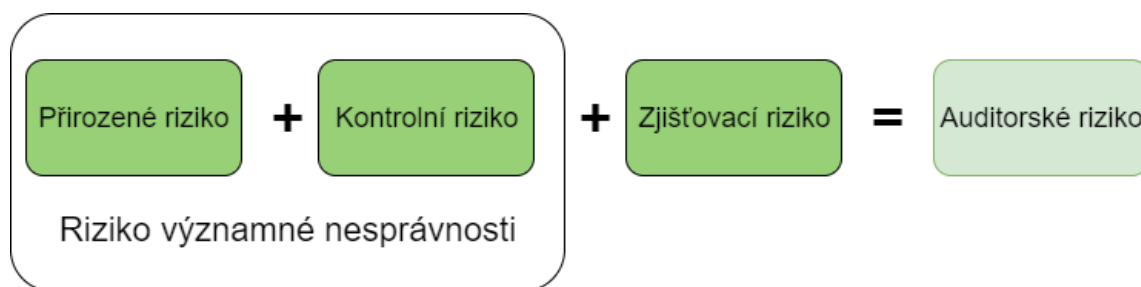 Přirozené riziko + Kontrolní riziko + Zjišťovací riziko = Auditorské riziko
Riziko významné nesprávnosti